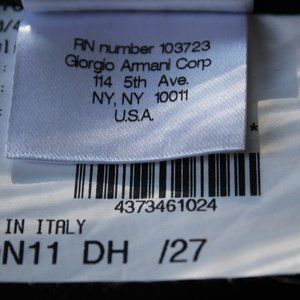 RN number 103723
Giorgio Armani Corp
114 5th Ave.
NY, NY 10011
U.S.A.
*
4373461024
IN ITALY
N11 DH /27